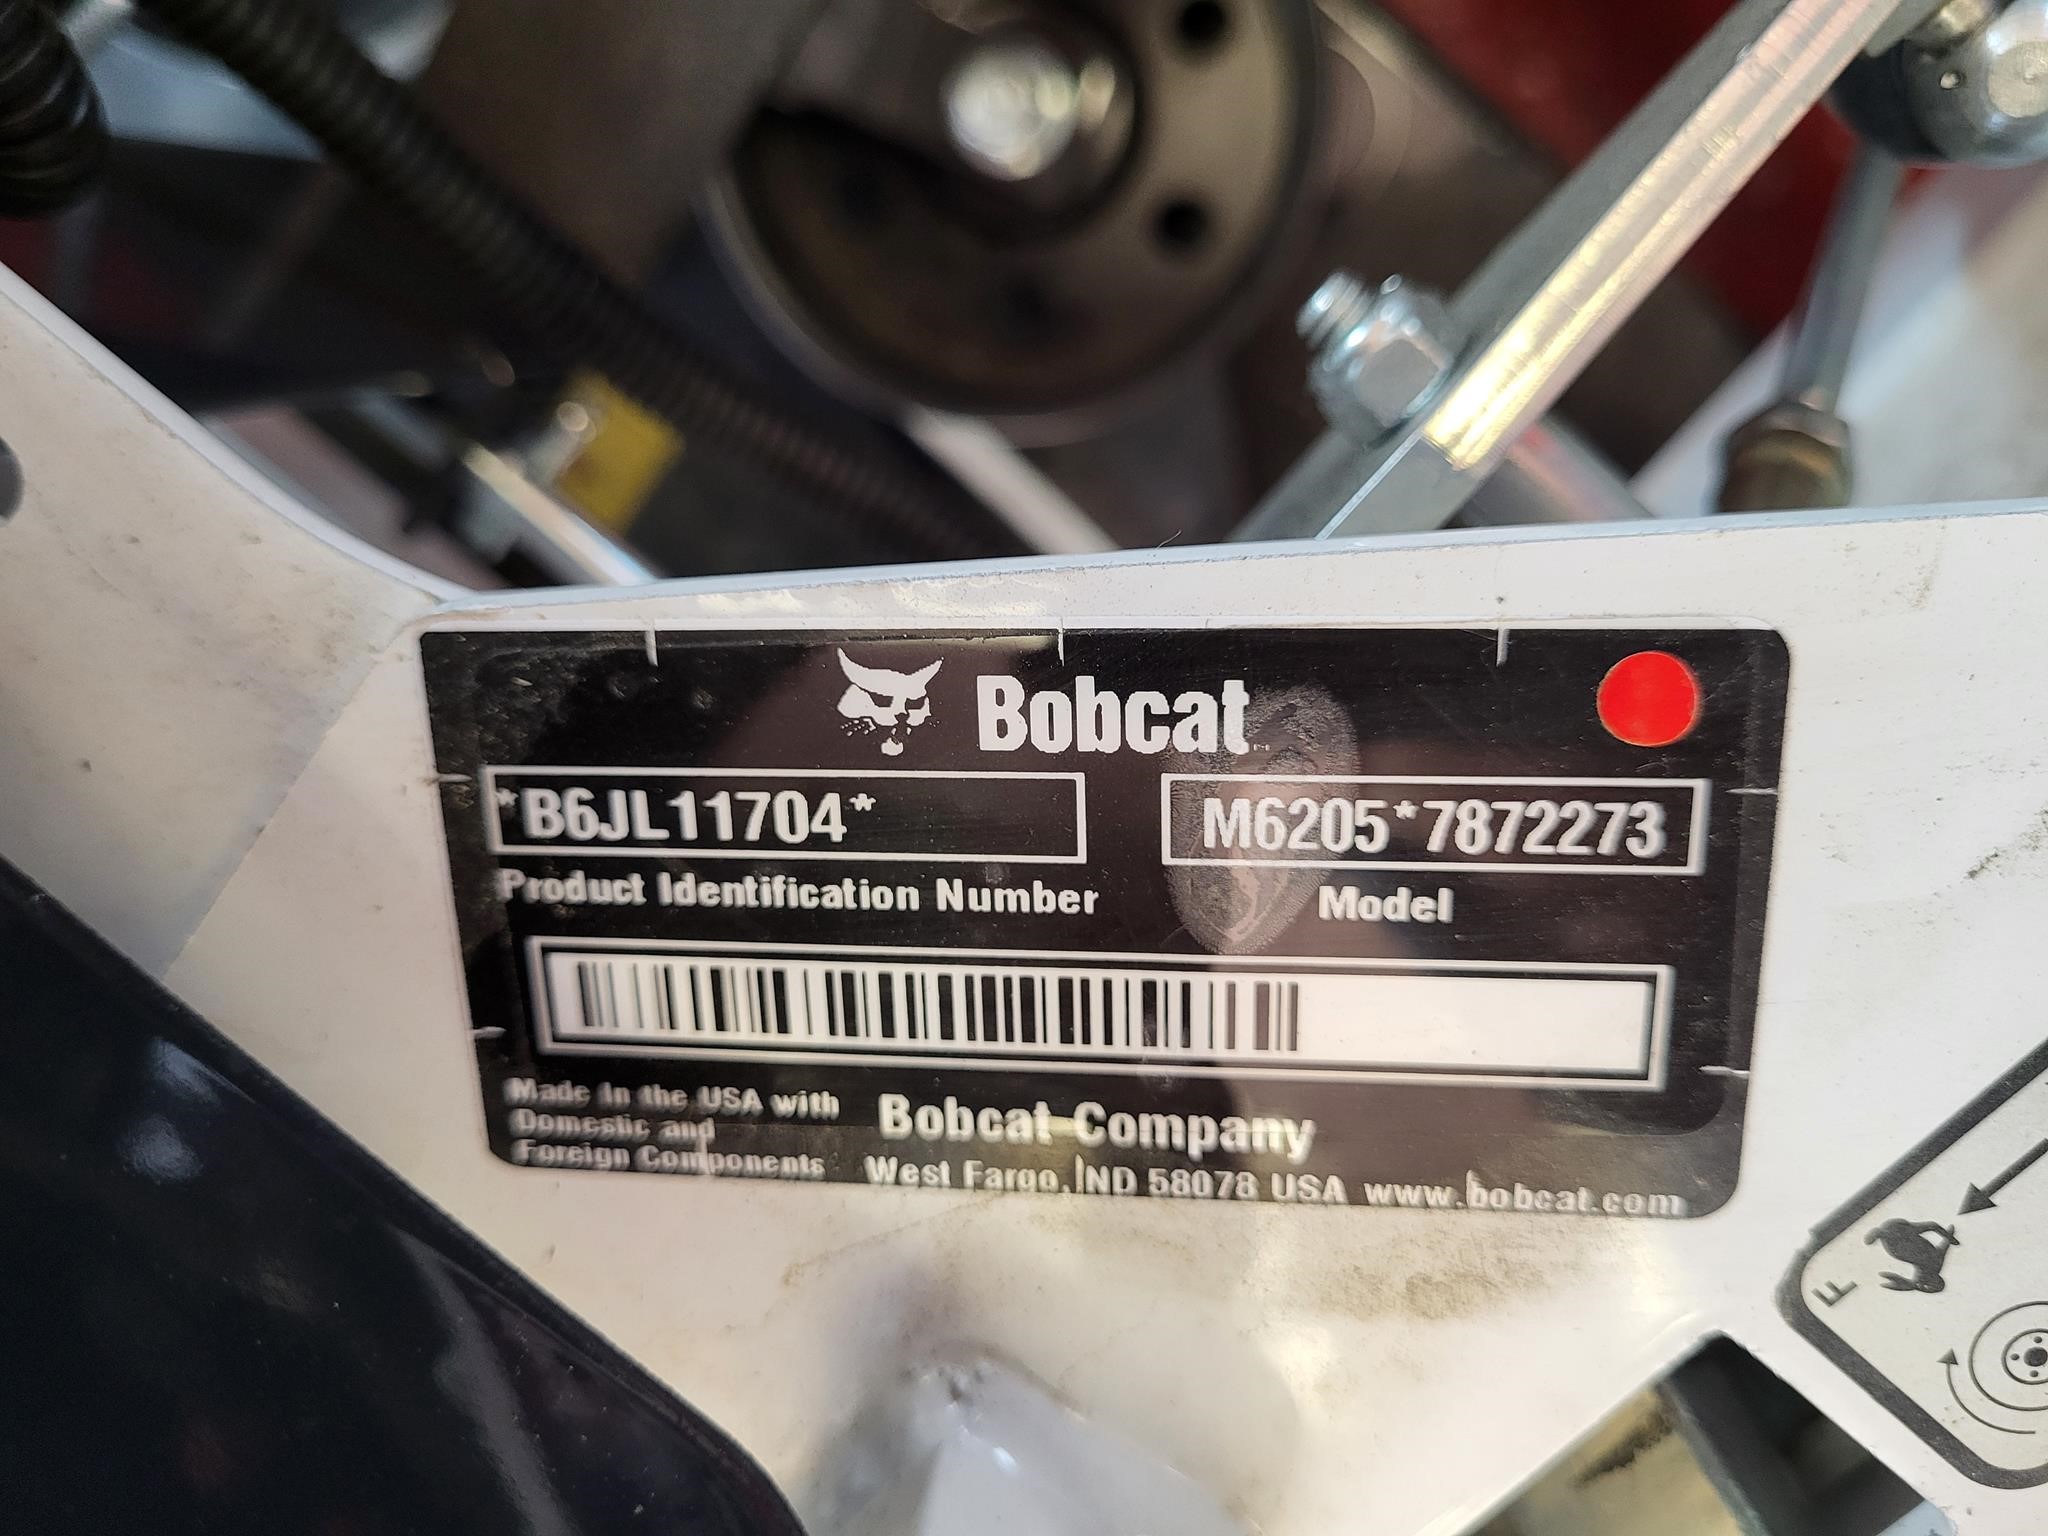 Bobcat
*B6JL11704*
M6205*7872273
Product Identification Number
Model
Made In the USA with
Domestic and
Foreign Components
Bobcat Company
West Fargo, ND 58078 USA www.bobcat.com
F